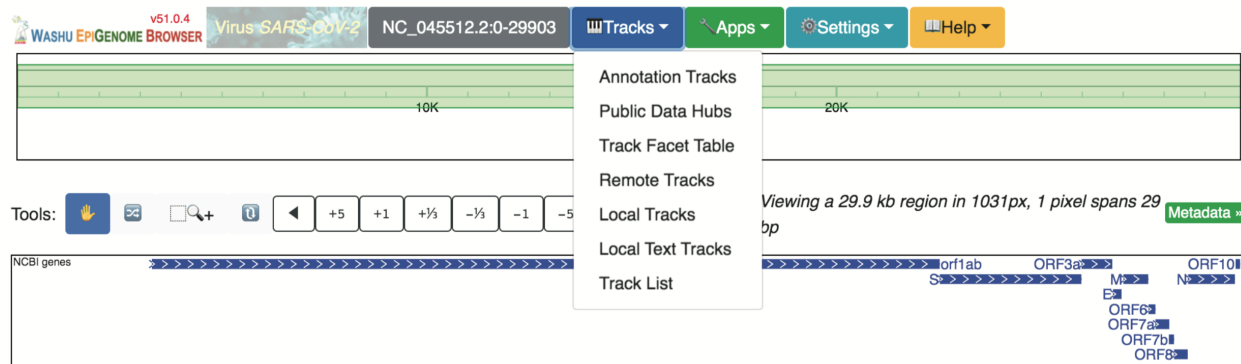 v51.0.4
WASHU EPIGENOME BROWSER
Virus SARS-CoV-2
NC_045512.2:0-29903
Tracks
Apps
Settings
Help
Annotation Tracks
Public Data Hubs
Track Facet Table
Remote Tracks
Local Tracks
Local Text Tracks
Track List
10K
20K
Tools:
+5
+1
+⅓
-⅓
-1
-5
Viewing a 29.9 kb region in 1031px, 1 pixel spans 29
bp
Metadata »
NCBI genes
orf1ab
ORF3a
ORF10
S
M
N
E
ORF6
ORF7a
ORF7b
ORF8